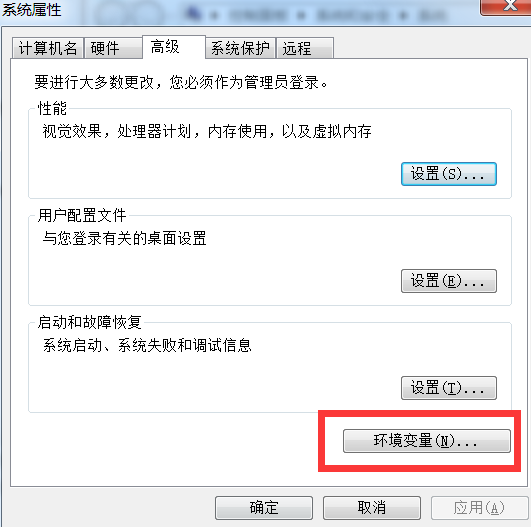 系统属性
计算机名 硬件 高级 系统保护 远程
要进行大多数更改，您必须作为管理员登录。
性能
视觉效果，处理器计划，内存使用，以及虚拟内存
设置(S)...
用户配置文件
与您登录有关的桌面设置
设置(E)...
启动和故障恢复
系统启动、系统失败和调试信息
设置(T)...
环境变量(N)...
确定 取消 应用(A)